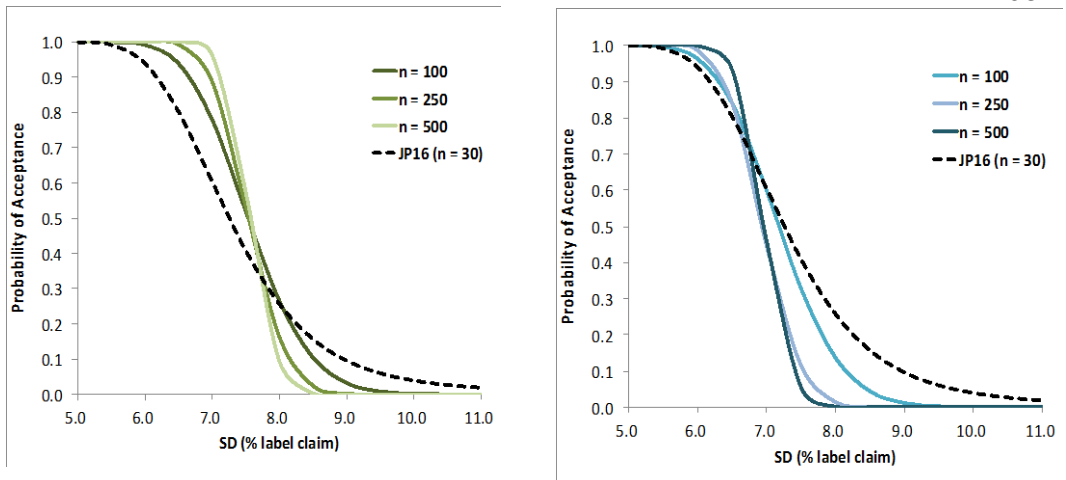 1.0
0.9
0.8
0.7
0.6
0.5
0.4
0.3
0.2
0.1
0.0
Probability of Acceptance
n = 100
n = 250
n = 500
JP16 (n = 30)
5.0 6.0 7.0 8.0 9.0 10.0 11.0
SD (% label claim)
1.0
0.9
0.8
0.7
0.6
0.5
0.4
0.3
0.2
0.1
0.0
Probability of Acceptance
n = 100
n = 250
n = 500
JP16 (n = 30)
5.0 6.0 7.0 8.0 9.0 10.0 11.0
SD (% label claim)